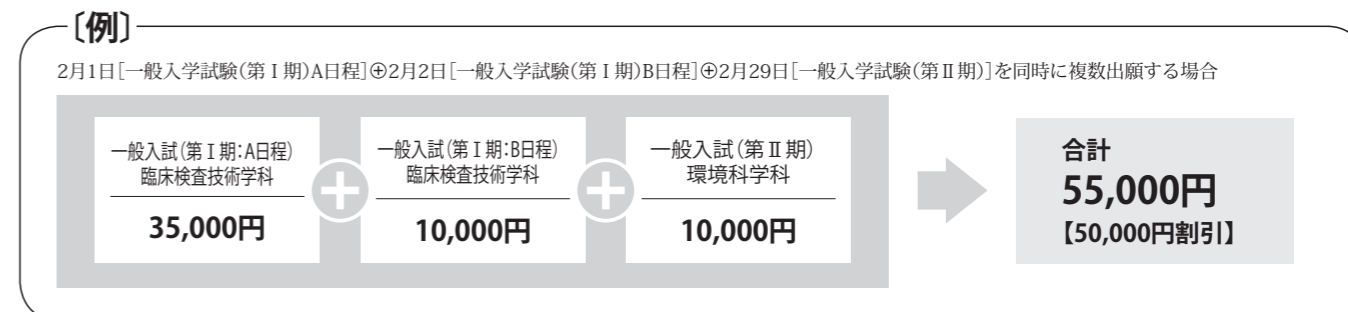 〔例〕
2月1日[一般入学試験(第Ⅰ期)A日程]⊕2月2日[一般入学試験(第Ⅰ期)B日程]⊕2月29日[一般入学試験(第Ⅱ期)]を同時に複数出願する場合
一般入試(第Ⅰ期:A日程)
臨床検査技術学科
35,000円
一般入試(第Ⅰ期:B日程)
臨床検査技術学科
10,000円
一般入試(第Ⅱ期)
環境科学科
10,000円
合計
55,000円
【50,000円割引】